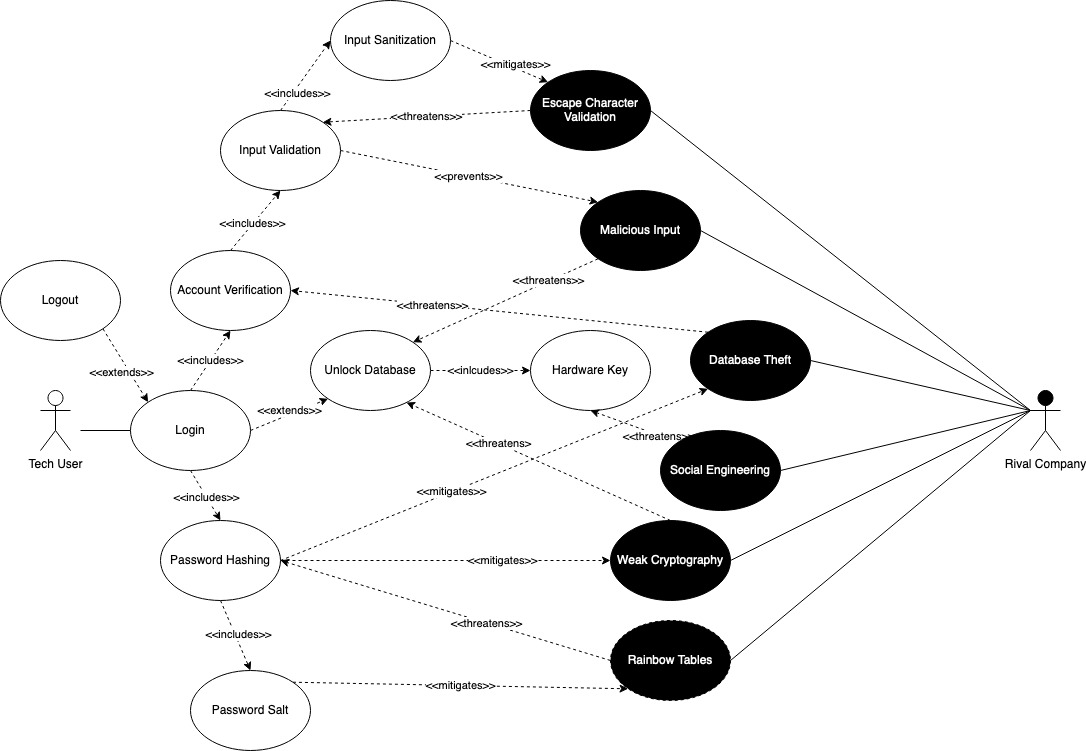 Input Sanitization
<<mitigates>>
Escape Character
Validation
<<includes>>
<<threatens>>
Input Validation
<<prevents>>
<<includes>>
Malicious Input
Account Verification
<<threatens>>
Logout
<<threatens>>
Database Theft
<<includes>>
Unlock Database
<<inlcudes>>
Hardware Key
<<extends>>
<<extends>>
Login
<<threatens>
<<threatens>>
Tech User
Social Engineering
Rival Company
<<includes>>
<<mitigates>>
Password Hashing
<<mitigates>>
Weak Cryptography
<<threatens>>
<<includes>>
Rainbow Tables
<<mitigates>>
Password Salt